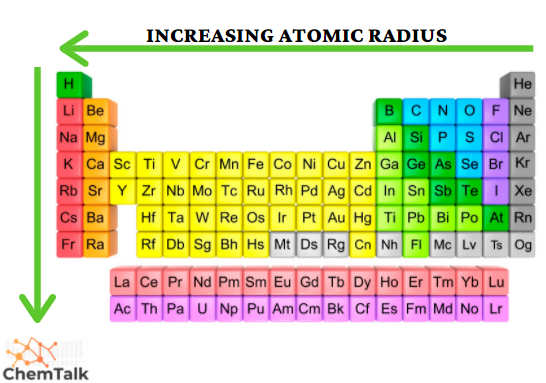 INCREASING ATOMIC RADIUS
H He
Li Be B C N O F Ne
Na Mg Al Si P S Cl Ar
K Ca Sc Ti V Cr Mn Fe Co Ni Cu Zn Ga Ge As Se Br Kr
Rb Sr Y Zr Nb Mo Tc Ru Rh Pd Ag Cd In Sn Sb Te I Xe
Cs Ba Hf Ta W Re Os Ir Pt Au Hg Ti Pb Bi Po At Rn
Fr Ra Rf Db Sg Bh Hs Mt Ds Rg Cn Nh Fl Mc Lv Ts Og
La Ce Pr Nd Pm Sm Eu Gd Tb Dy Ho Er Tm Yb Lu
Ac Th Pa U Np Pu Am Cm Bk Cf Es Fm Md No Lr
ChemTalk